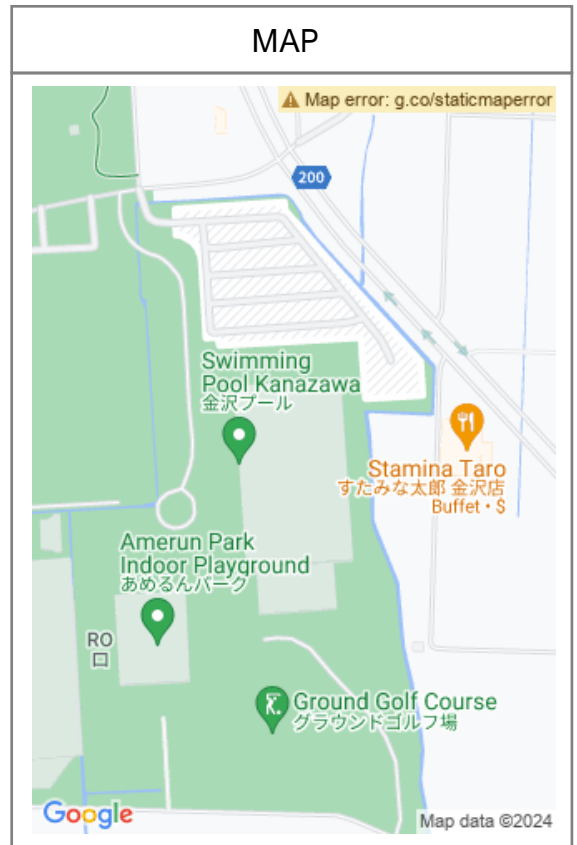 MAP
Map error: g.co/staticmaperror
200
Swimming
Pool Kanazawa
金沢プール
Stamina Taro
すたみな太郎 金沢店
Buffet • $
Amerun Park
Indoor Playground
あめるんパーク
RO
口
Ground Golf Course
グラウンドゴルフ場
Google
Map data ©2024